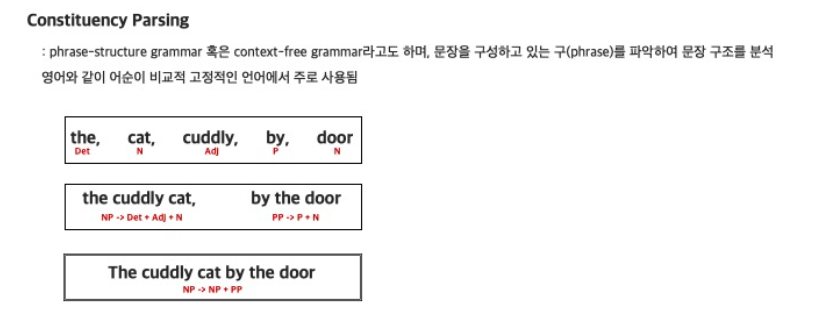 Constituency Parsing
: phrase-structure grammar 혹은 context-free grammar라고도 하며, 문장을 구성하고 있는 구(phrase)를 파악하여 문장 구조를 분석
영어와 같이 어순이 비교적 고정적인 언어에서 주로 사용됨
the, cat, cuddly, by, door
Det N Adj P N
the cuddly cat, by the door
NP -> Det + Adj + N PP -> P + N
The cuddly cat by the door
NP -> NP + PP